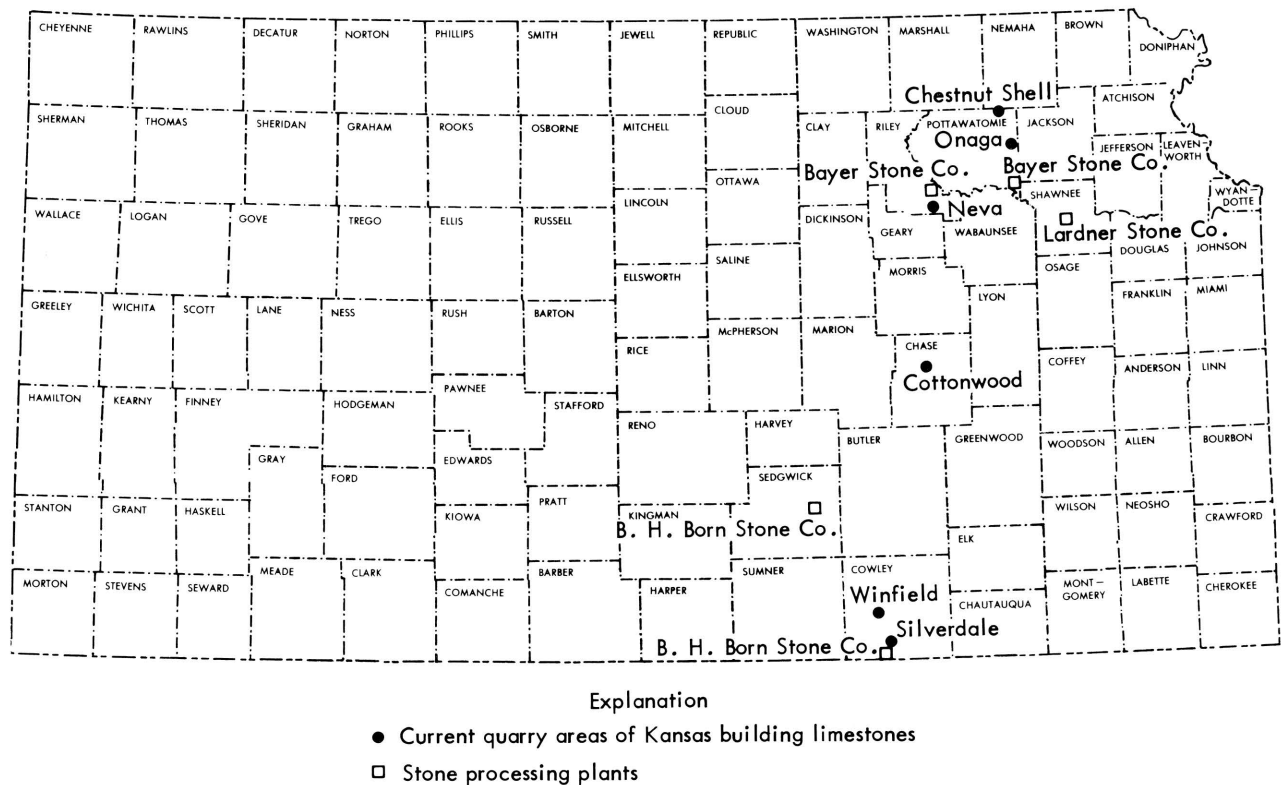 CHEYENNE
RAWLINS
DECATUR
NORTON
PHILLIPS
SMITH
JEWELL
REPUBLIC
WASHINGTON
MARSHALL
NEMAHA
BROWN
DONIPHAN
Chestnut Shell
ATCHISON
SHERMAN
THOMAS
SHERIDAN
GRAHAM
ROOKS
OSBORNE
MITCHELL
CLOUD
CLAY
RILEY
POTTAWATOMIE
JACKSON
Onaga
JEFFERSON
LEAVEN-
WORTH
Bayer Stone Co.
Bayer Stone Co.
OTTAWA
LINCOLN
SHAWNEE
WYAN-
DOTTE
WALLACE
LOGAN
GOVE
TREGO
ELLIS
RUSSELL
DICKINSON
Neva
GEARY
WABAUNSEE
Lardner Stone Co.
DOUGLAS
JOHNSON
ELLSWORTH
SALINE
MORRIS
OSAGE
GREELEY
WICHITA
SCOTT
LANE
NESS
RUSH
BARTON
LYON
FRANKLIN
MIAMI
RICE
McPHERSON
MARION
CHASE
Cottonwood
COFFEY
ANDERSON
LINN
HAMILTON
KEARNY
FINNEY
HODGEMAN
PAWNEE
STAFFORD
RENO
HARVEY
BUTLER
GREENWOOD
WOODSON
ALLEN
BOURBON
GRAY
FORD
EDWARDS
SEDGWICK
STANTON
GRANT
HASKELL
KIOWA
PRATT
KINGMAN
B. H. Born Stone Co.
ELK
WILSON
NEOSHO
CRAWFORD
MORTON
STEVENS
SEWARD
MEADE
CLARK
COMANCHE
BARBER
HARPER
SUMNER
COWLEY
Winfield
CHAUTAUQUA
MONT-
GOMERY
LABETTE
CHEROKEE
Silverdale
B. H. Born Stone Co.
Explanation
Current quarry areas of Kansas building limestones
Stone processing plants